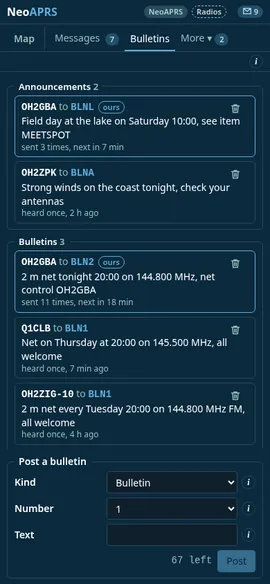 NeoAPRS NeoAPRS Radios 9
Map Messages 7 Bulletins More ▾ 2
i
Announcements 2
OH2GBA to BLNL ours
Field day at the lake on Saturday 10:00, see item
MEETSPOT
sent 3 times, next in 7 min
OH2ZPK to BLNA
Strong winds on the coast tonight, check your
antennas
heard once, 2 h ago
Bulletins 3
OH2GBA to BLN2 ours
2 m net tonight 20:00 on 144.800 MHz, net
control OH2GBA
sent 11 times, next in 18 min
Q1CLB to BLN1
Net on Thursday at 20:00 on 145.500 MHz, all
welcome
heard once, 7 min ago
OH2ZIG-10 to BLN1
2 m net every Tuesday 20:00 on 144.800 MHz FM,
all welcome
heard once, 4 h ago
Post a bulletin
Kind Bulletin i
Number 1 i
Text i
67 left Post